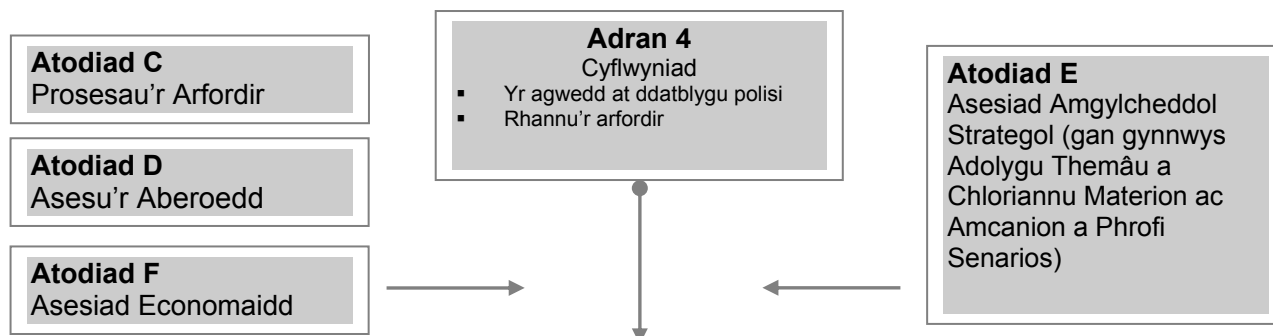 Atodiad C
Prosesau'r Arfordir
Atodiad D
Asesu'r Aberoedd
Atodiad F
Asesiad Economaidd
Adran 4
Cyflwyniad
▪ Yr agwedd at ddatblygu polisi
▪ Rhannu'r arfordir
Atodiad E
Asesiad Amgylcheddol
Strategol (gan gynnwys
Adolygu Themâu a
Chloriannu Materion ac
Amcanion a Phrofi
Senarios)